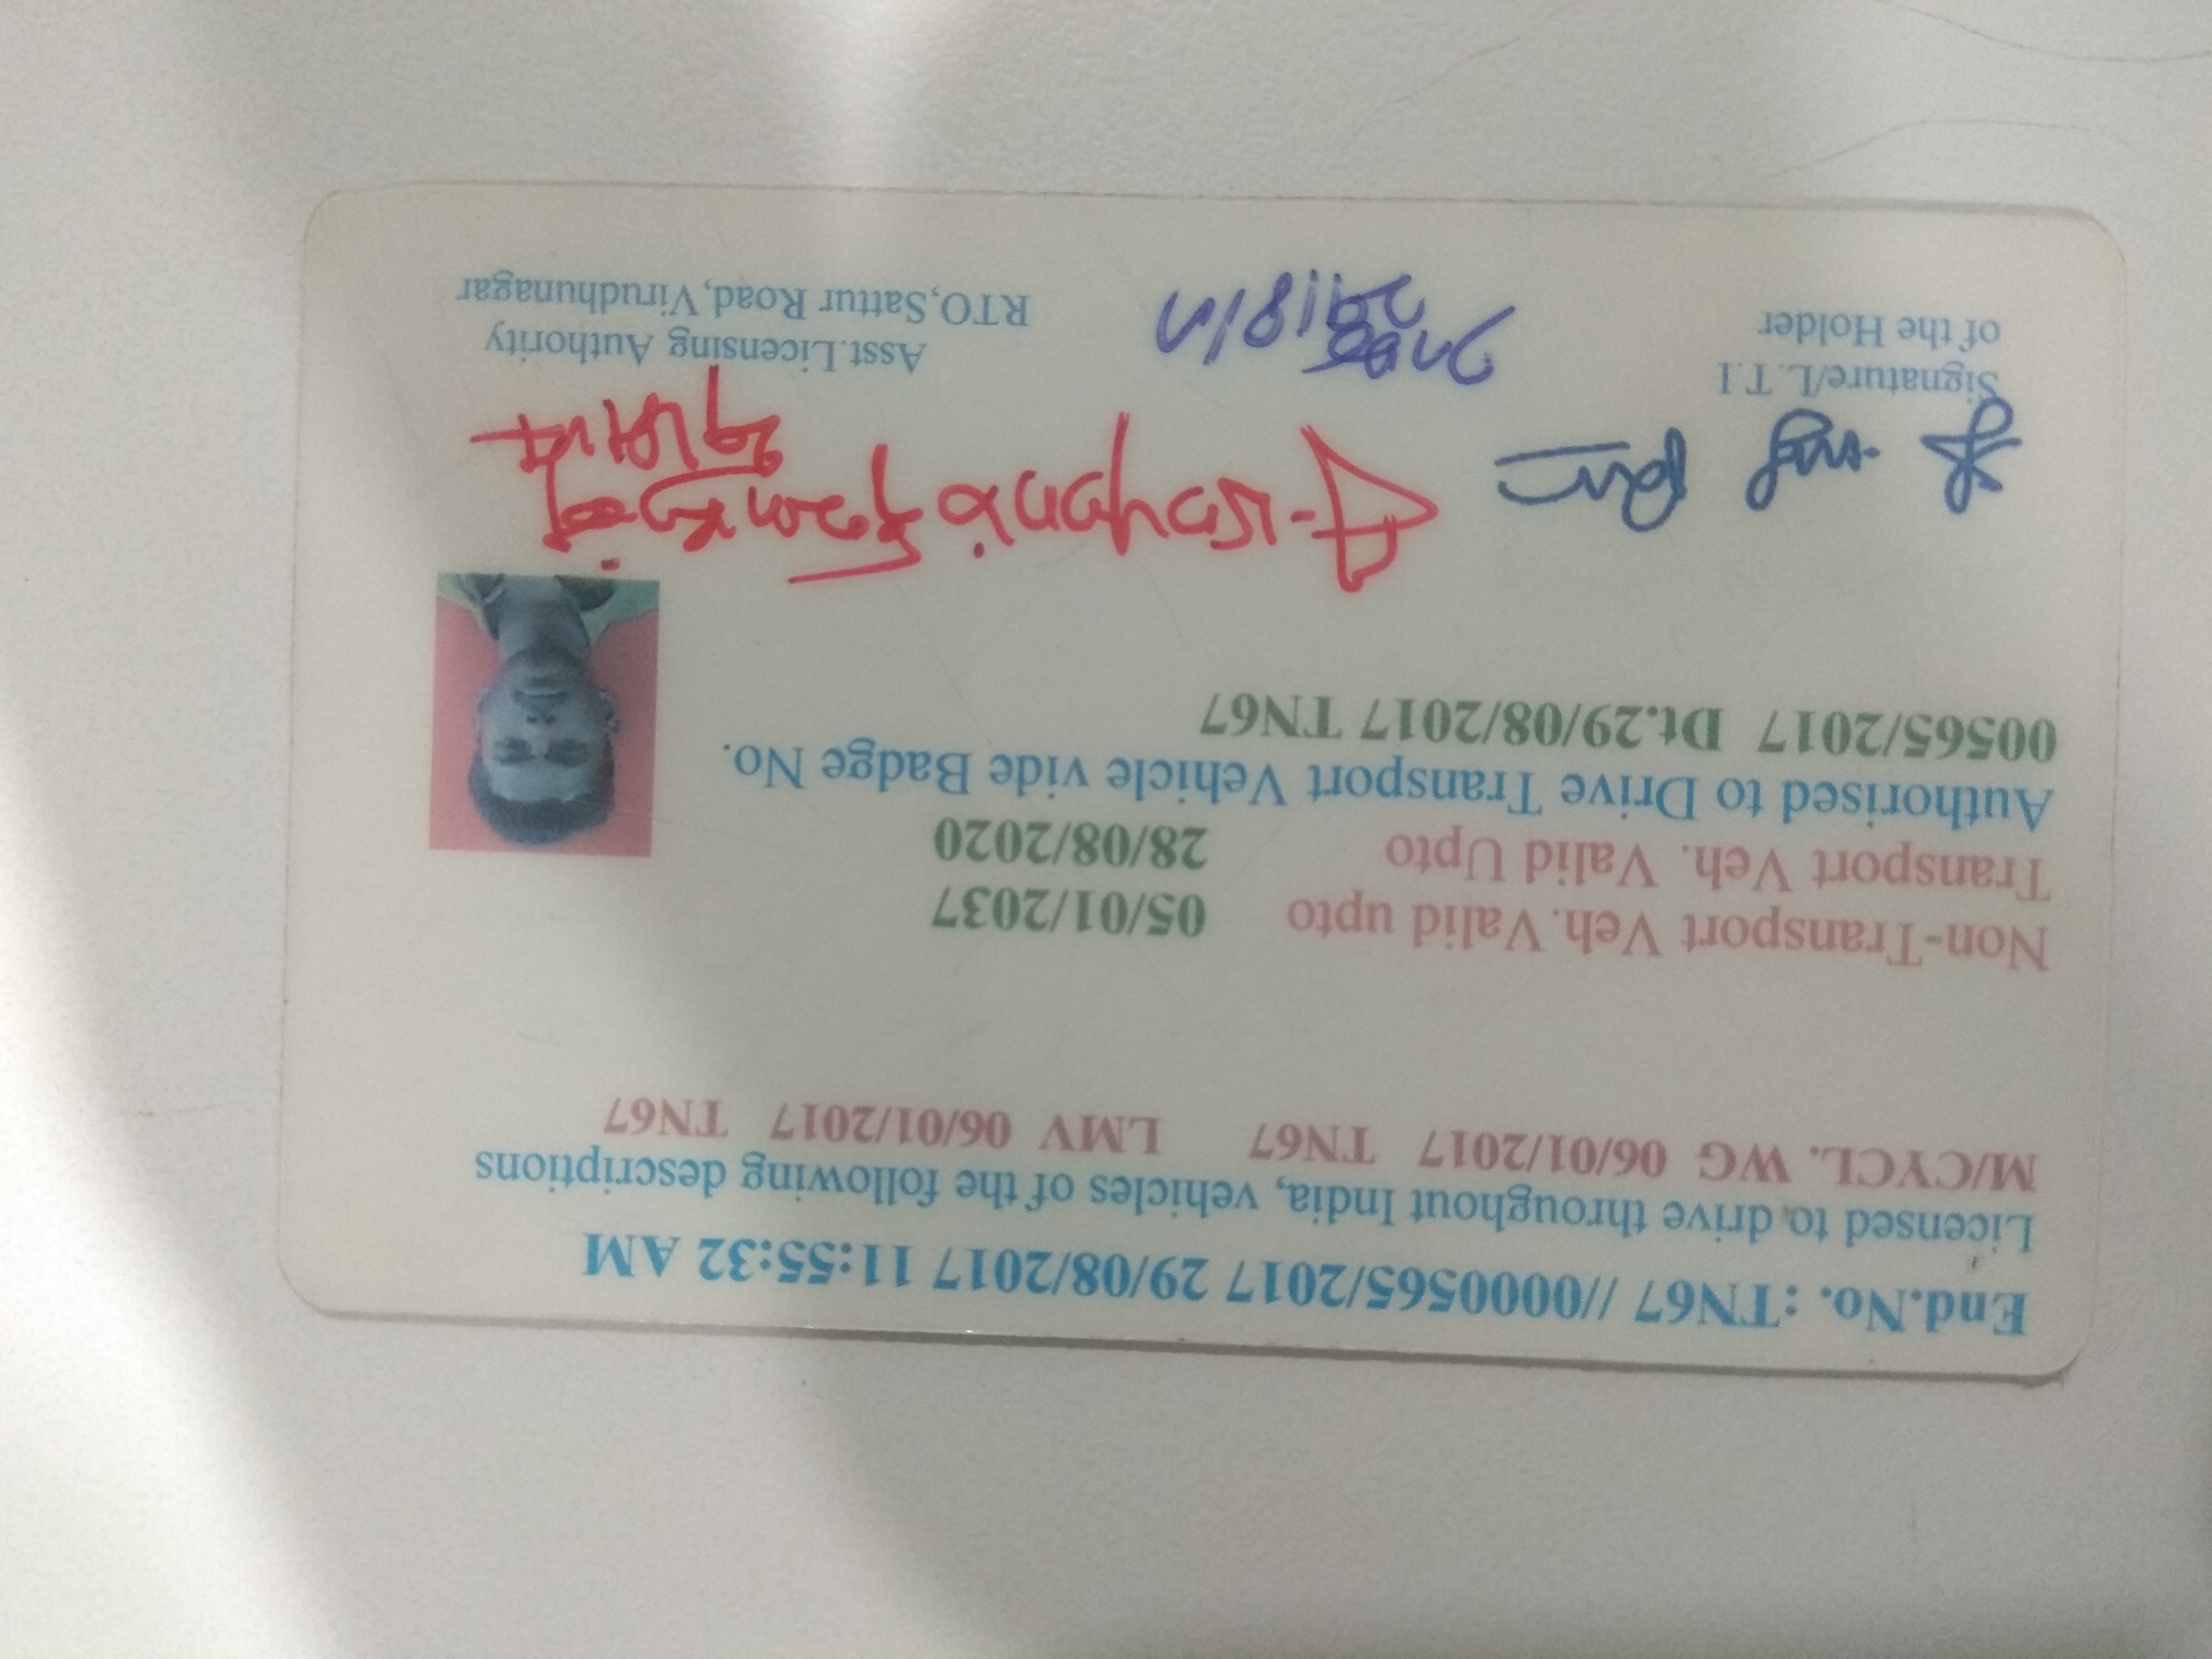 End.No. :TN67 //0000565/2017 29/08/2017 11:55:32 AM
Licensed to drive throughout India, vehicles of the following descriptions
M/CYCL. WG 06/01/2017 TN67 LMV 06/01/2017 TN67
Non-Transport Veh.Valid upto 05/01/2037
Transport Veh. Valid Upto 28/08/2020
Authorised to Drive Transport Vehicle vide Badge No.
00565/2017 Dt.29/08/2017 TN67
Signature/L.T.I
of the Holder
Asst.Licensing Authority
RTO,Sattur Road,Virudhunagar